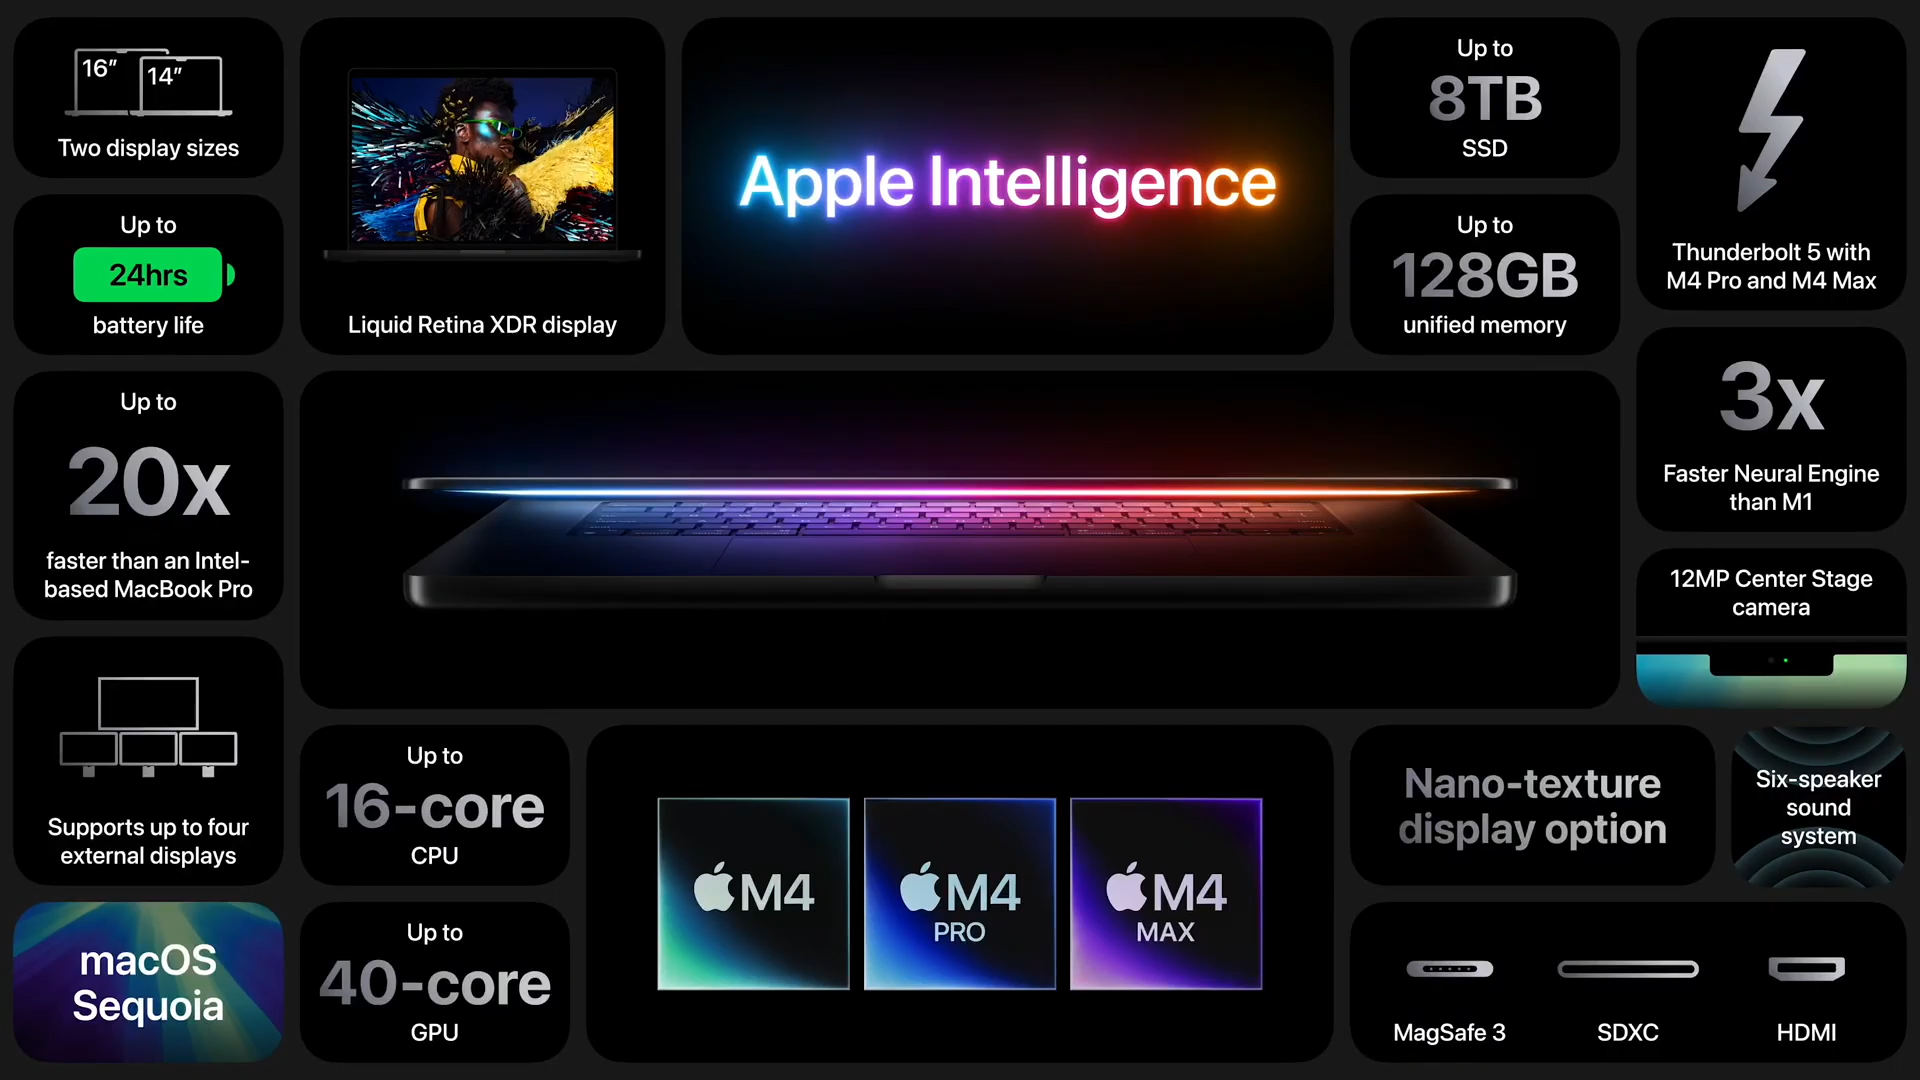 16”
14”
Two display sizes
Up to
24hrs
battery life
Up to
20x
faster than an Intel-
based MacBook Pro
Supports up to four
external displays
macOS
Sequoia
Liquid Retina XDR display
Apple Intelligence
Up to
8TB
SSD
Up to
128GB
unified memory
Thunderbolt 5 with
M4 Pro and M4 Max
3x
Faster Neural Engine
than M1
12MP Center Stage
camera
Up to
16-core
CPU
Up to
40-core
GPU
M4
M4
PRO
M4
MAX
Nano-texture
display option
Six-speaker
sound
system
MagSafe 3
SDXC
HDMI